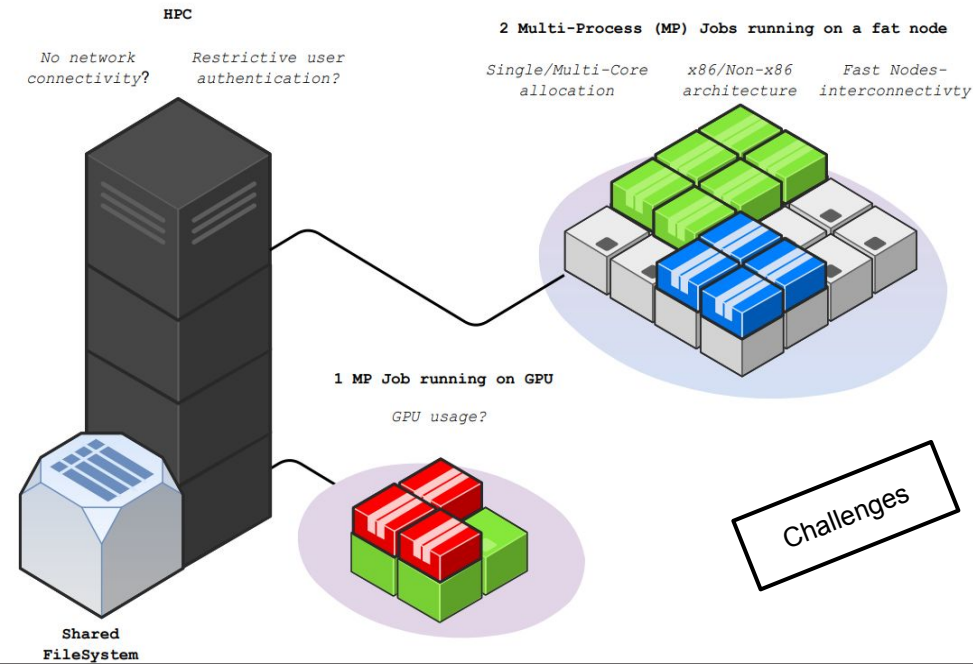 HPC
No network
connectivity?
Restrictive user
authentication?
2 Multi-Process (MP) Jobs running on a fat node
Single/Multi-Core
allocation
x86/Non-x86
architecture
Fast Nodes-
interconnectivty
1 MP Job running on GPU
GPU usage?
Challenges
Shared
FileSystem